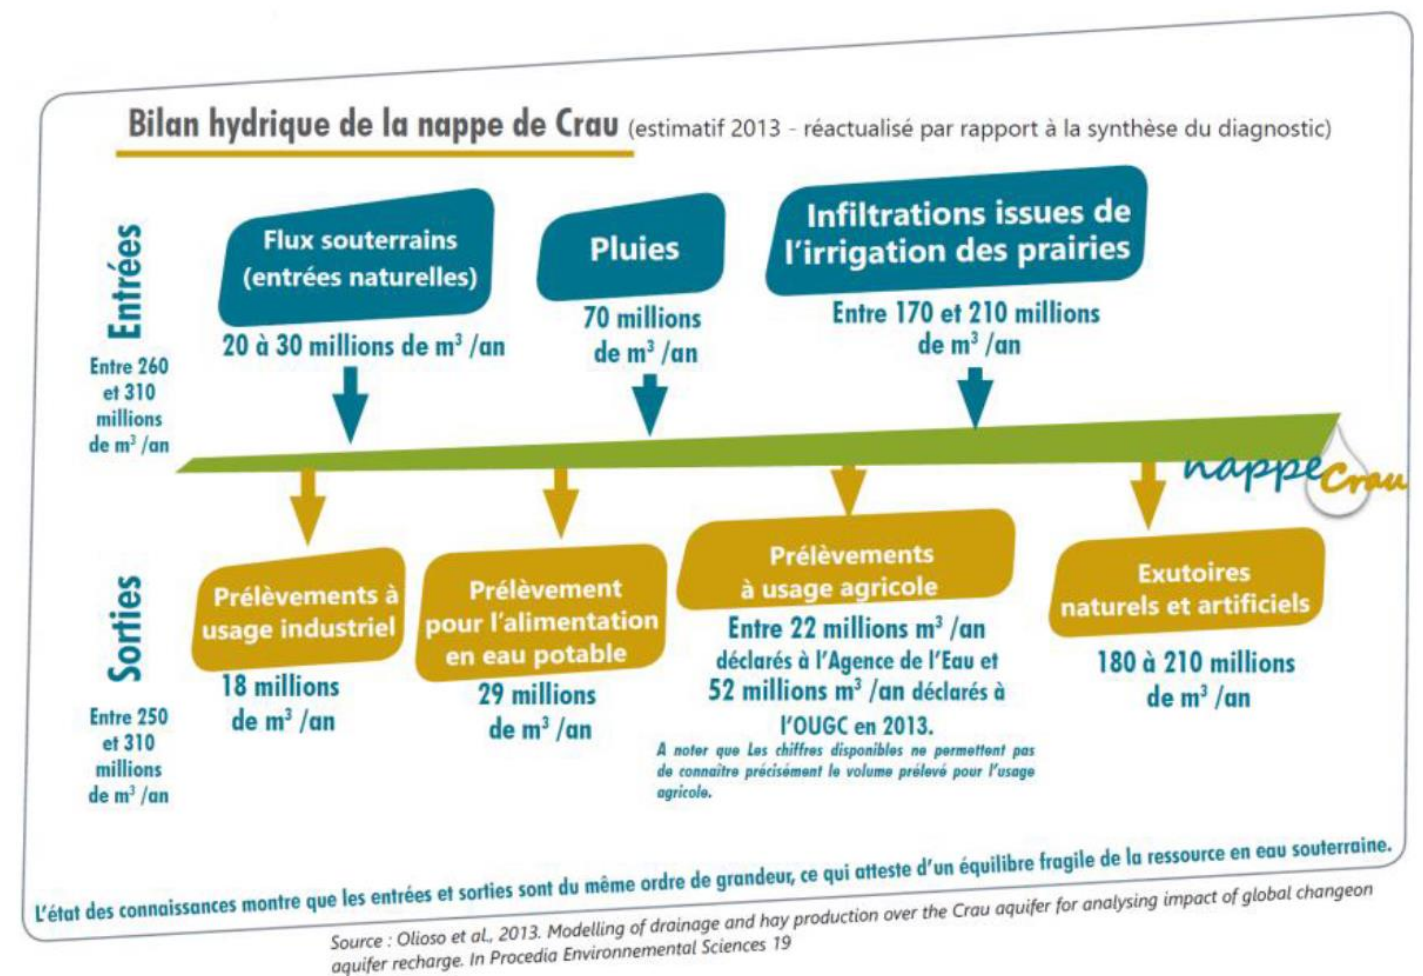 Bilan hydrique de la nappe de Crau (estimatif 2013 - réactualisé par rapport à la synthèse du diagnostic)
Entrées
Entre 260
et 310
millions
de m³ /an
Flux souterrains
(entrées naturelles)
20 à 30 millions de m³ /an
Pluies
70 millions
de m³ /an
Infiltrations issues de
l'irrigation des prairies
Entre 170 et 210 millions
de m³ /an
nappe Crau
Sorties
Entre 250
et 310
millions
de m³ /an
Prélèvements à
usage industriel
18 millions
de m³ /an
Prélèvement
pour l'alimentation
en eau potable
29 millions
de m³ /an
Prélèvements
à usage agricole
Entre 22 millions m³ /an
déclarés à l'Agence de l'Eau et
52 millions m³ /an déclarés à
l'OUGC en 2013.
A noter que Les chiffres disponibles ne permettent pas
de connaître précisément le volume prélevé pour l'usage
agricole.
Exutoires
naturels et artificiels
180 à 210 millions
de m³ /an
L'état des connaissances montre que les entrées et sorties sont du même ordre de grandeur, ce qui atteste d'un équilibre fragile de la ressource en eau souterraine.
Source : Olioso et al., 2013. Modelling of drainage and hay production over the Crau aquifer for analysing impact of global changeon
aquifer recharge. In Procedia Environnemental Sciences 19